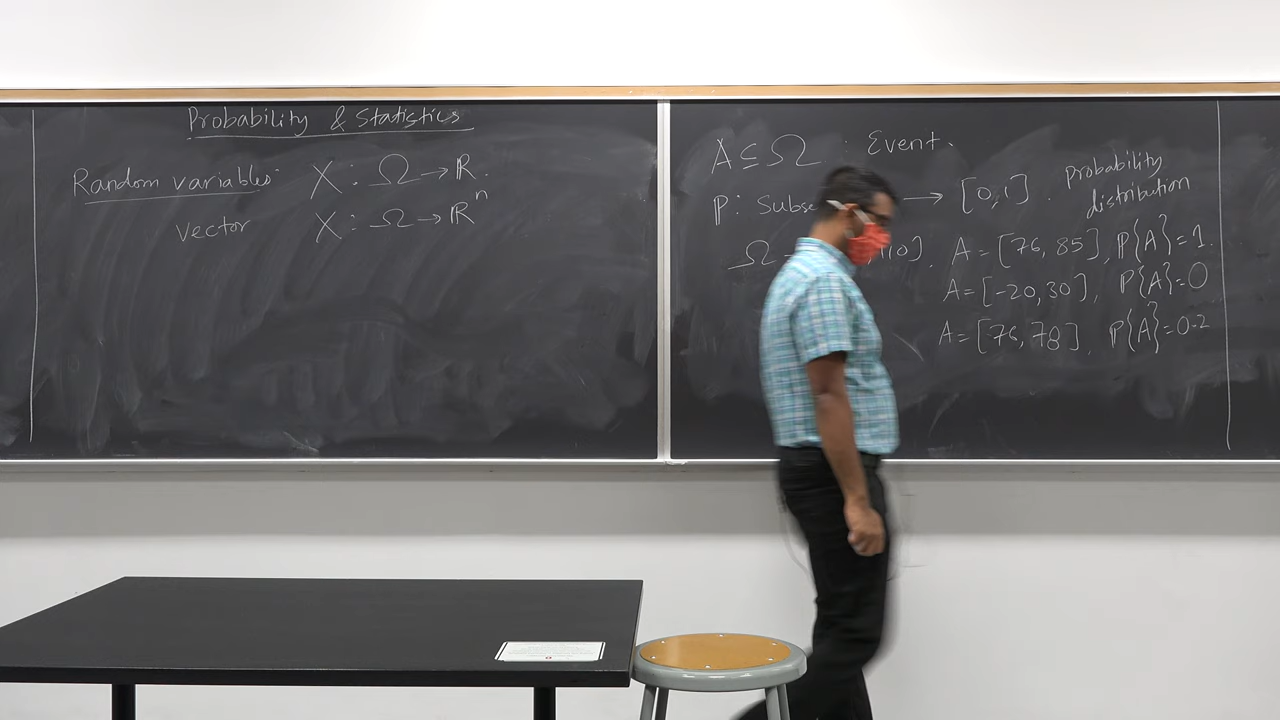 Probability & Statistics
Random variables X : Ω → ℝ.
vector X : Ω → ℝⁿ
A ⊆ Ω : Event.
P : Subse → [0,1]. Probability distribution
Ω 110]. A = [76, 85], P{A} = 1.
A = [-20, 30], P{A} = 0
A = [76, 78], P{A} = 0.2